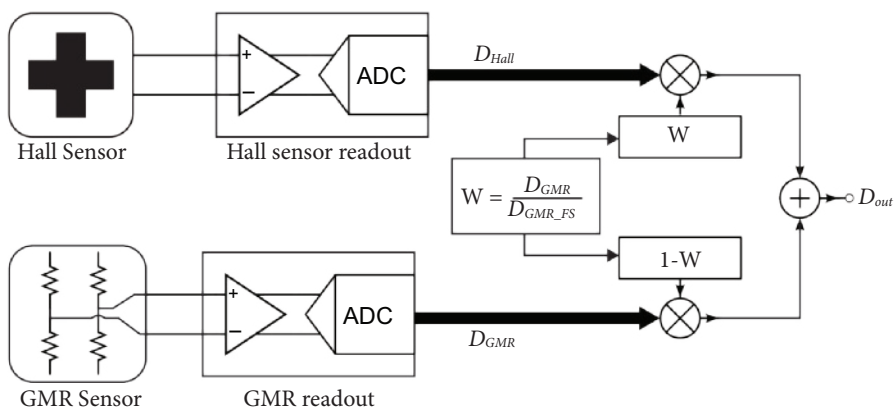 +
−
ADC
D_Hall
Hall Sensor
Hall sensor readout
W
W = D_GMR / D_GMR_FS
+
D_out
1-W
+
−
ADC
D_GMR
GMR Sensor
GMR readout